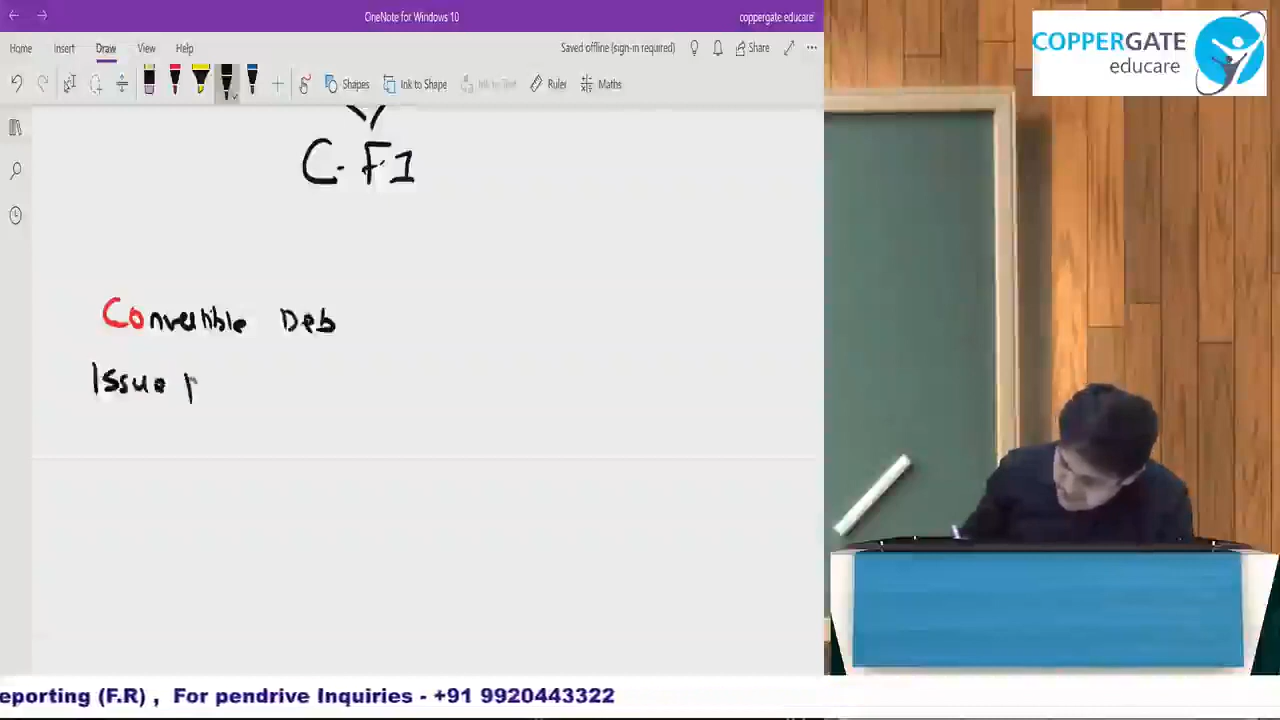 OneNote for Windows 10
coppergate educare
Home Insert Draw View Help
Saved offline (sign-in required)
Share
Shapes
Ink to Shape
Ink to Text
Ruler
Maths
COPPERGATE
educare
C.F.I
Convertible Deb
Issue p
eporting (F.R) , For pendrive Inquiries - +91 9920443322